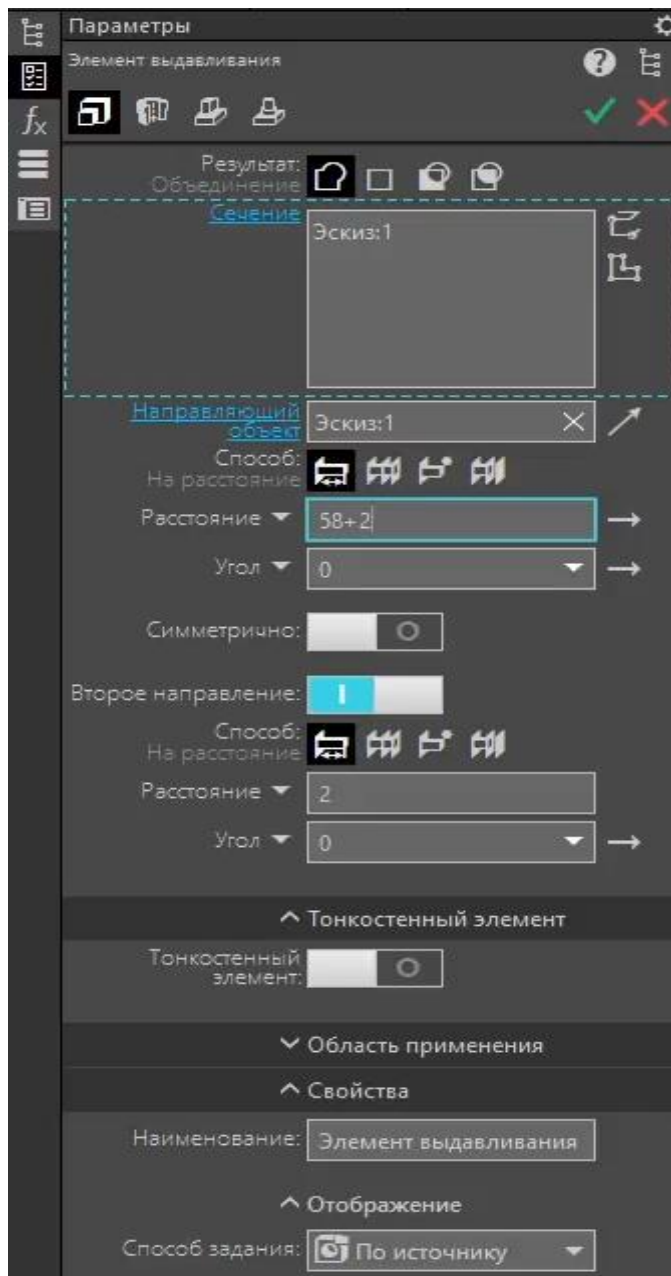 Параметры
Элемент выдавливания
Результат:
Объединение
Сечение
Эскиз:1
Направляющий
объект
Эскиз:1
Способ:
На расстояние
Расстояние
58+2
Угол
0
Симметрично:
Второе направление:
Способ:
На расстояние
Расстояние
2
Угол
0
Тонкостенный элемент
Тонкостенный
элемент:
Область применения
Свойства
Наименование:
Элемент выдавливания
Отображение
Способ задания:
По источнику